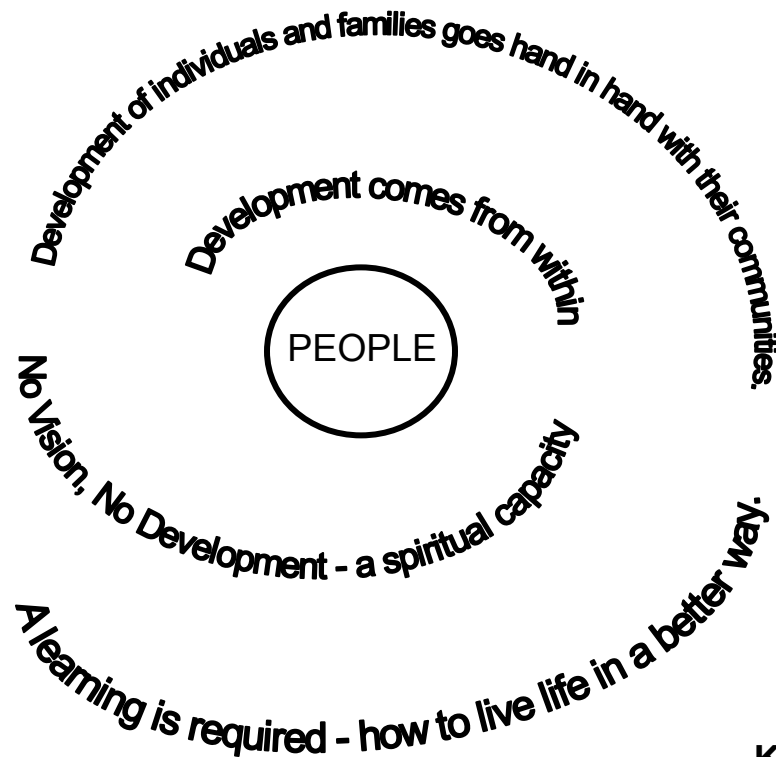 Development of individuals and families goes hand in hand with their communities.
Development comes from within
PEOPLE
No Vision, No Development - a spiritual capacity
A learning is required - how to live life in a better way.
K